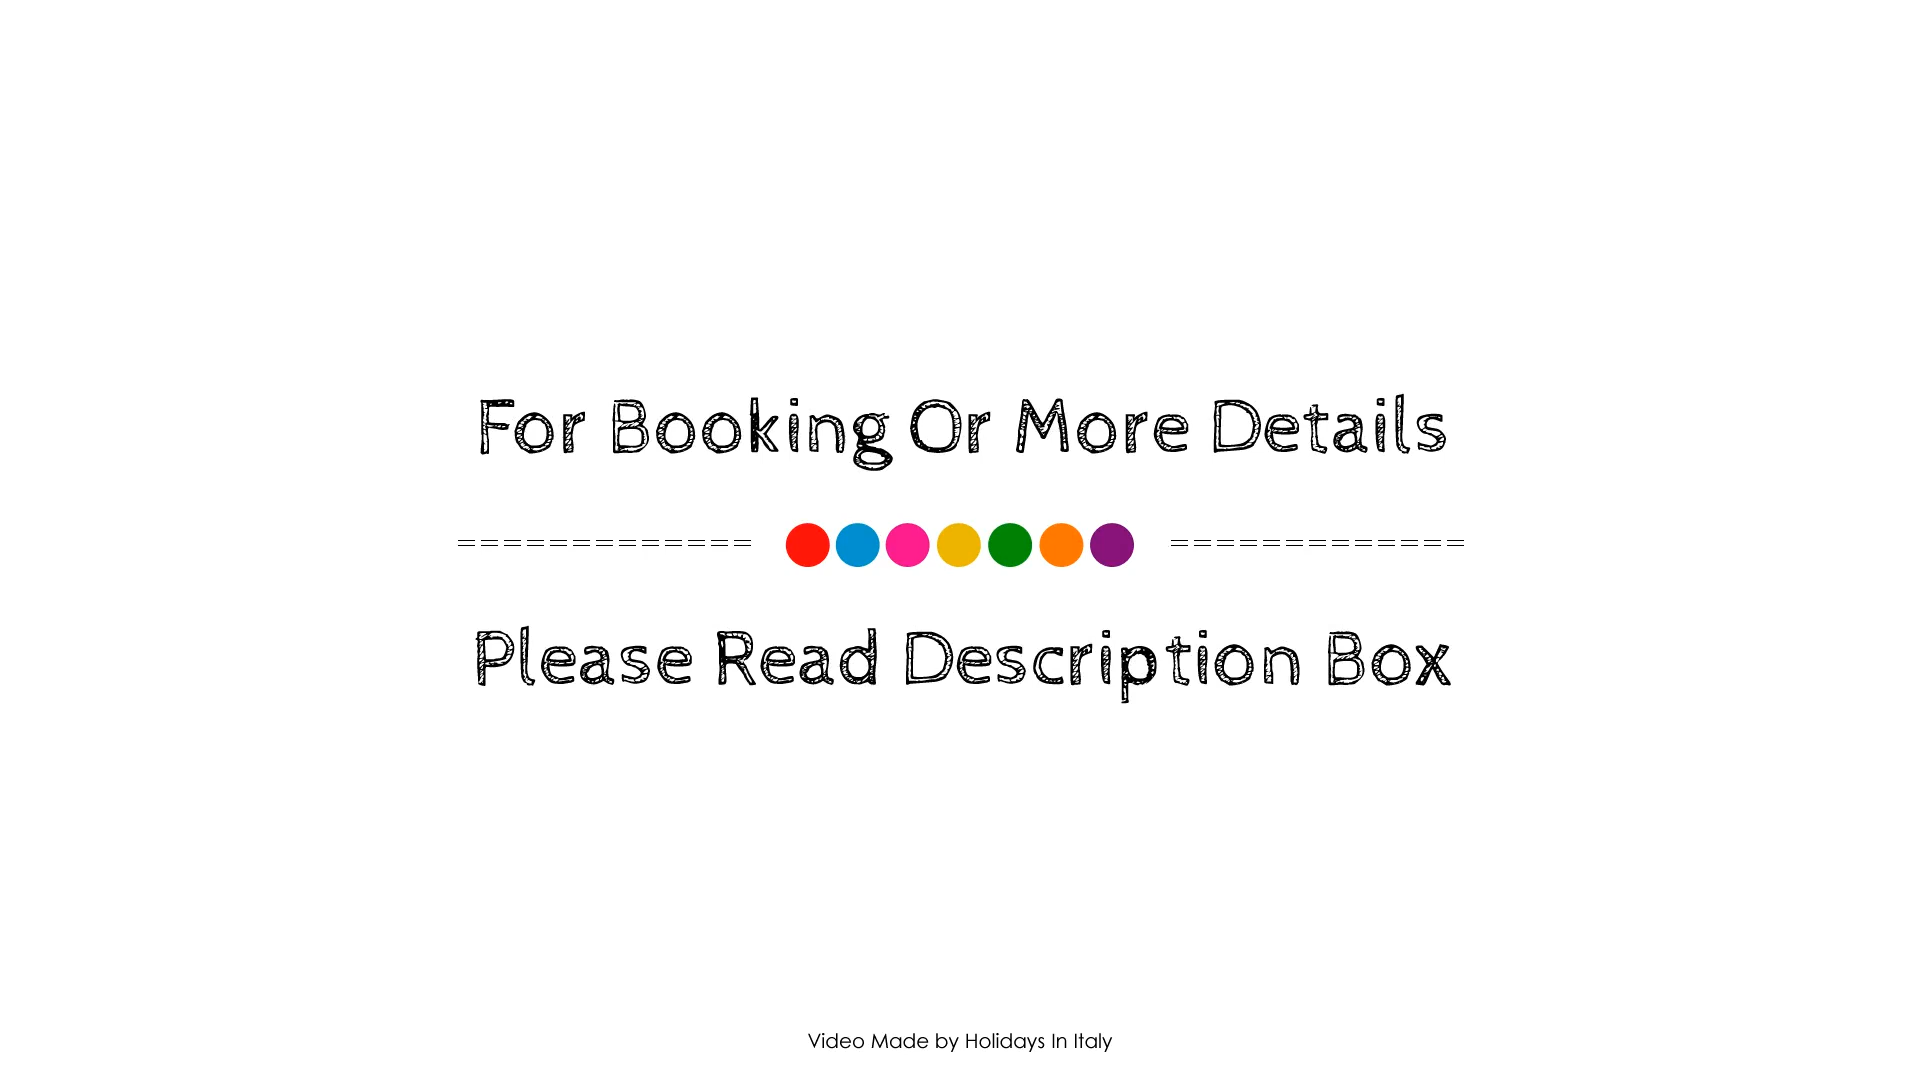 For Booking Or More Details
============= =============
Please Read Description Box
Video Made by Holidays In Italy